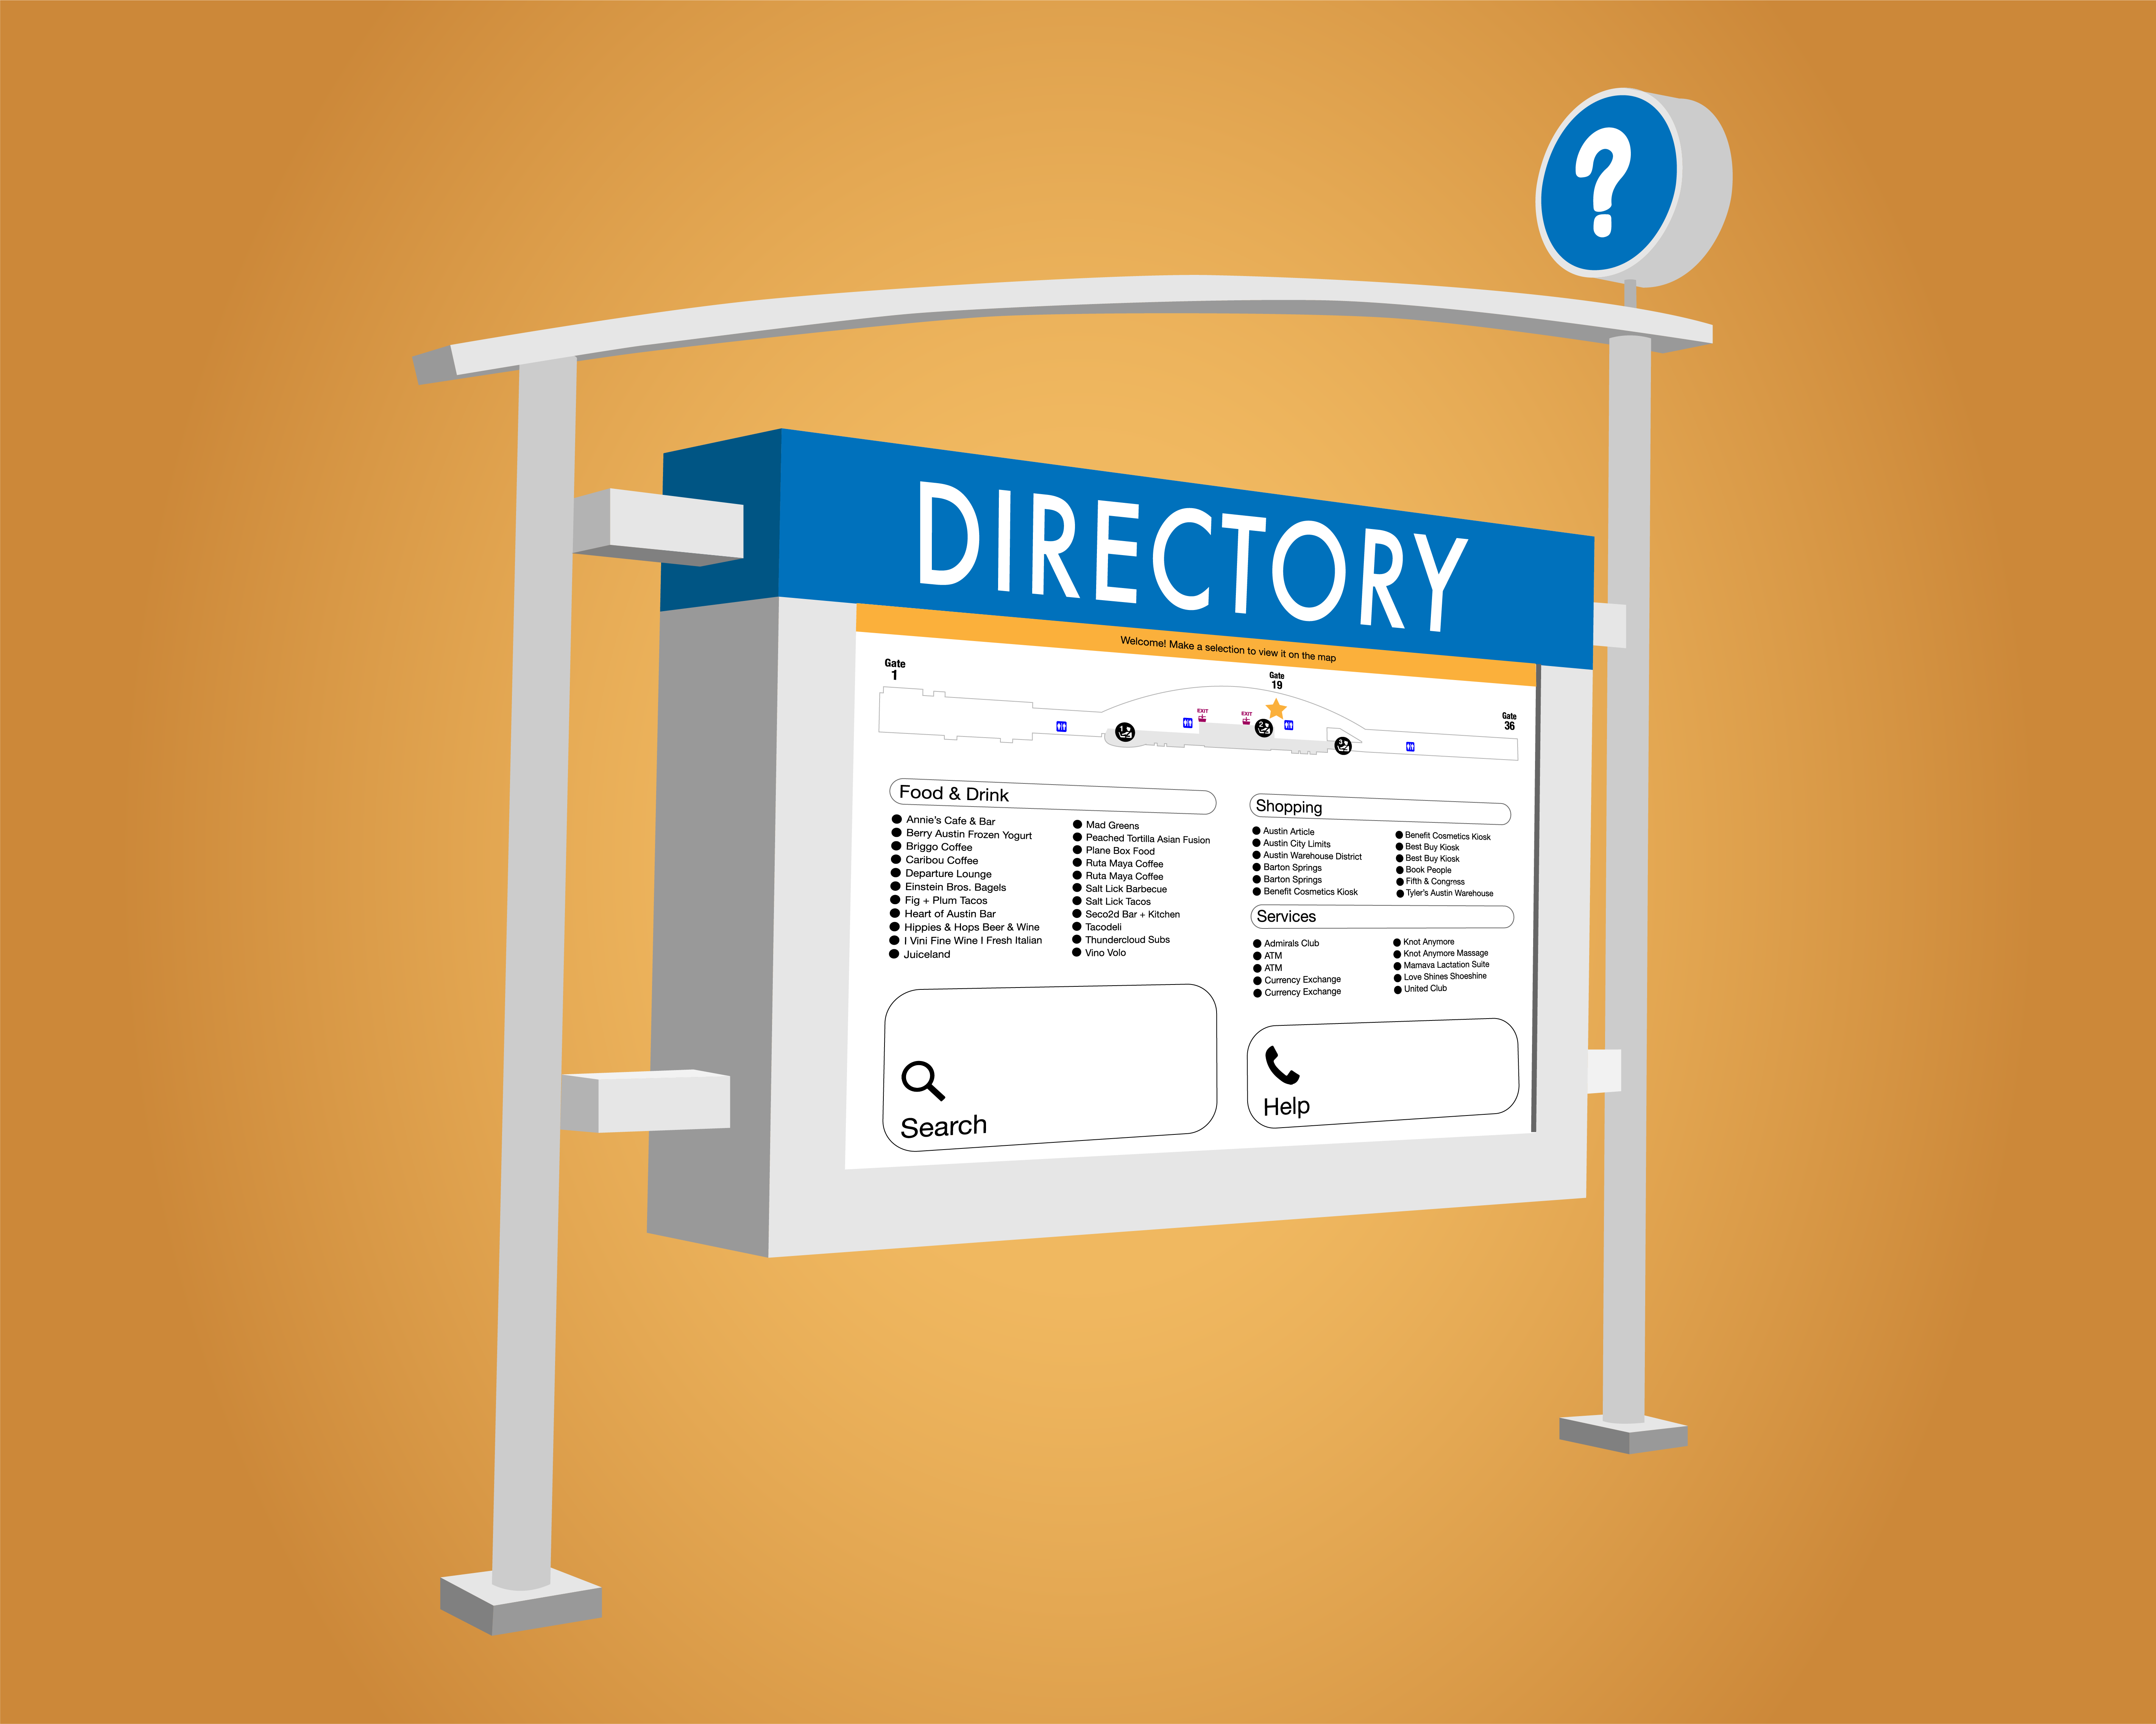 ?
DIRECTORY
Welcome! Make a selection to view it on the map
Gate
1
Gate
19
Gate
36
EXIT
EXIT
1
2
3
Food & Drink
Annie's Cafe & Bar
Berry Austin Frozen Yogurt
Briggo Coffee
Caribou Coffee
Departure Lounge
Einstein Bros. Bagels
Fig + Plum Tacos
Heart of Austin Bar
Hippies & Hops Beer & Wine
I Vini Fine Wine I Fresh Italian
Juiceland
Mad Greens
Peached Tortilla Asian Fusion
Plane Box Food
Ruta Maya Coffee
Ruta Maya Coffee
Salt Lick Barbecue
Salt Lick Tacos
Seco2d Bar + Kitchen
Tacodeli
Thundercloud Subs
Vino Volo
Shopping
Austin Article
Austin City Limits
Austin Warehouse District
Barton Springs
Barton Springs
Benefit Cosmetics Kiosk
Benefit Cosmetics Kiosk
Best Buy Kiosk
Best Buy Kiosk
Book People
Fifth & Congress
Tyler's Austin Warehouse
Services
Admirals Club
ATM
ATM
Currency Exchange
Currency Exchange
Knot Anymore
Knot Anymore Massage
Mamava Lactation Suite
Love Shines Shoeshine
United Club
Search
Help